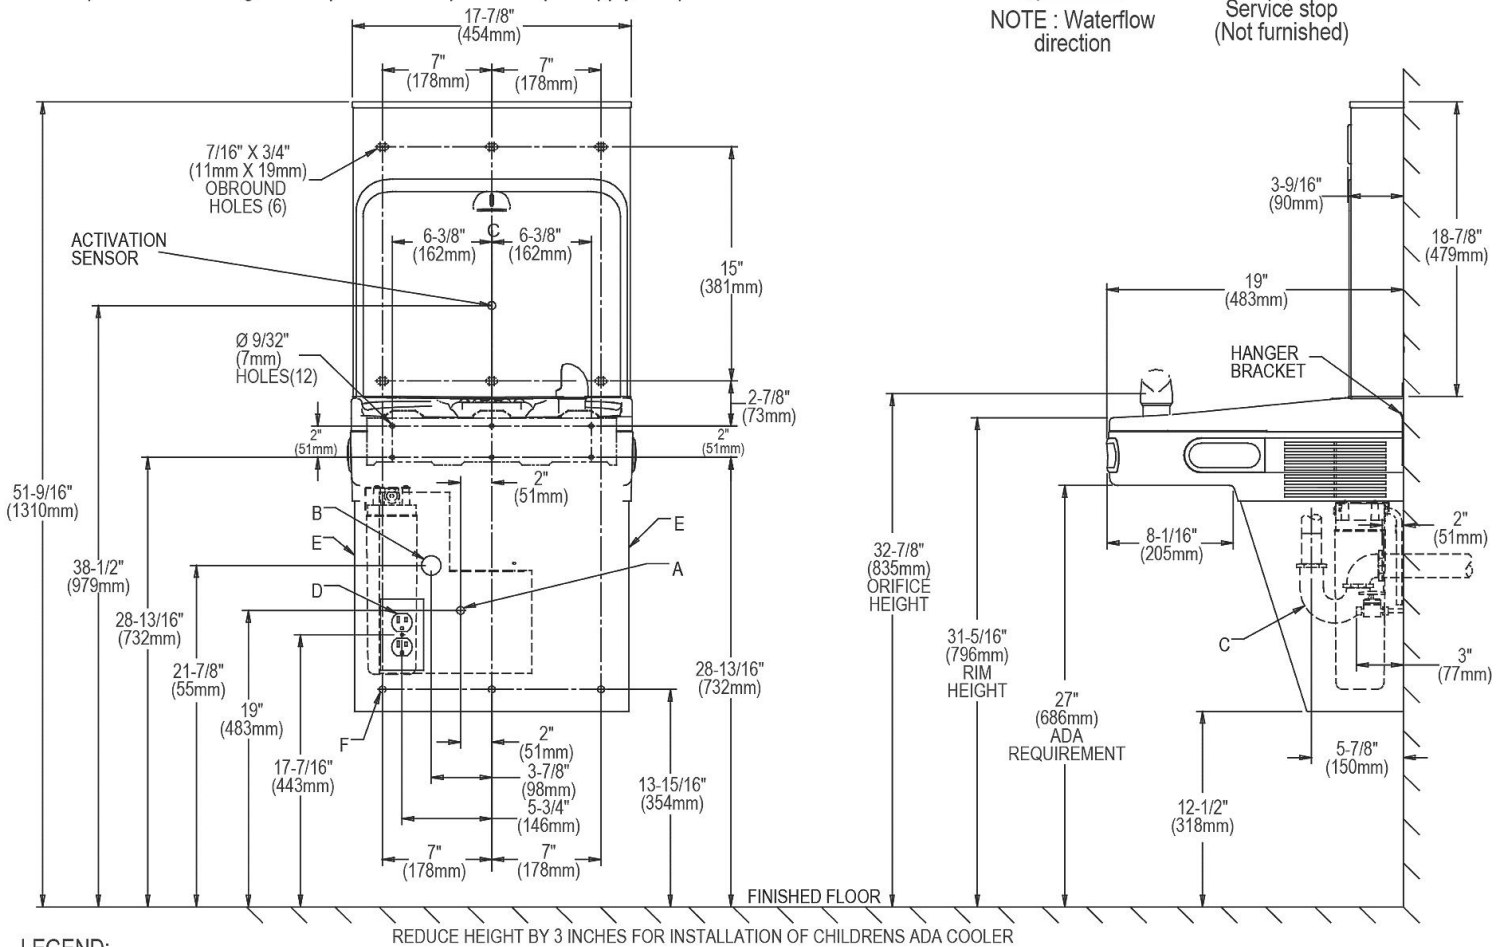 NOTE : Waterflow
direction
Service stop
(Not furnished)
17-7/8"
(454mm)
7"
(178mm)
7"
(178mm)
7/16" X 3/4"
(11mm X 19mm)
OBROUND
HOLES (6)
ACTIVATION
SENSOR
C
6-3/8"
(162mm)
6-3/8"
(162mm)
15"
(381mm)
Ø 9/32"
(7mm)
HOLES(12)
2-7/8"
(73mm)
2"
(51mm)
2"
(51mm)
2"
(51mm)
51-9/16"
(1310mm)
B
E
E
38-1/2"
(979mm)
A
D
28-13/16"
(732mm)
21-7/8"
(55mm)
28-13/16"
(732mm)
19"
(483mm)
F
2"
(51mm)
17-7/16"
(443mm)
3-7/8"
(98mm)
13-15/16"
(354mm)
5-3/4"
(146mm)
7"
(178mm)
7"
(178mm)
3-9/16"
(90mm)
18-7/8"
(479mm)
19"
(483mm)
HANGER
BRACKET
8-1/16"
(205mm)
2"
(51mm)
32-7/8"
(835mm)
ORIFICE
HEIGHT
31-5/16"
(796mm)
RIM
HEIGHT
C
3"
(77mm)
27"
(686mm)
ADA
REQUIREMENT
5-7/8"
(150mm)
12-1/2"
(318mm)
FINISHED FLOOR
LEGEND:
REDUCE HEIGHT BY 3 INCHES FOR INSTALLATION OF CHILDRENS ADA COOLER